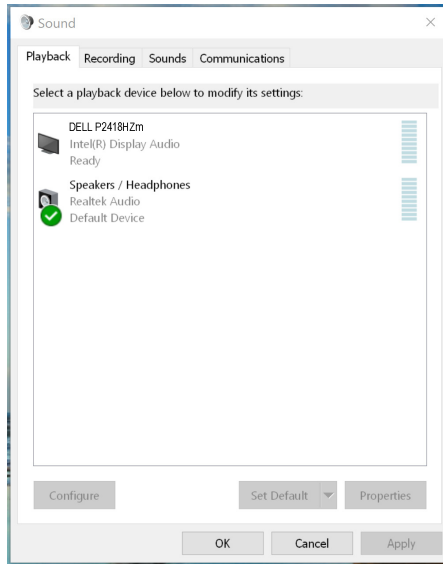 Sound
Playback Recording Sounds Communications
Select a playback device below to modify its settings:
DELL P2418HZm
Intel(R) Display Audio
Ready
Speakers / Headphones
Realtek Audio
Default Device
Configure Set Default Properties
OK Cancel Apply